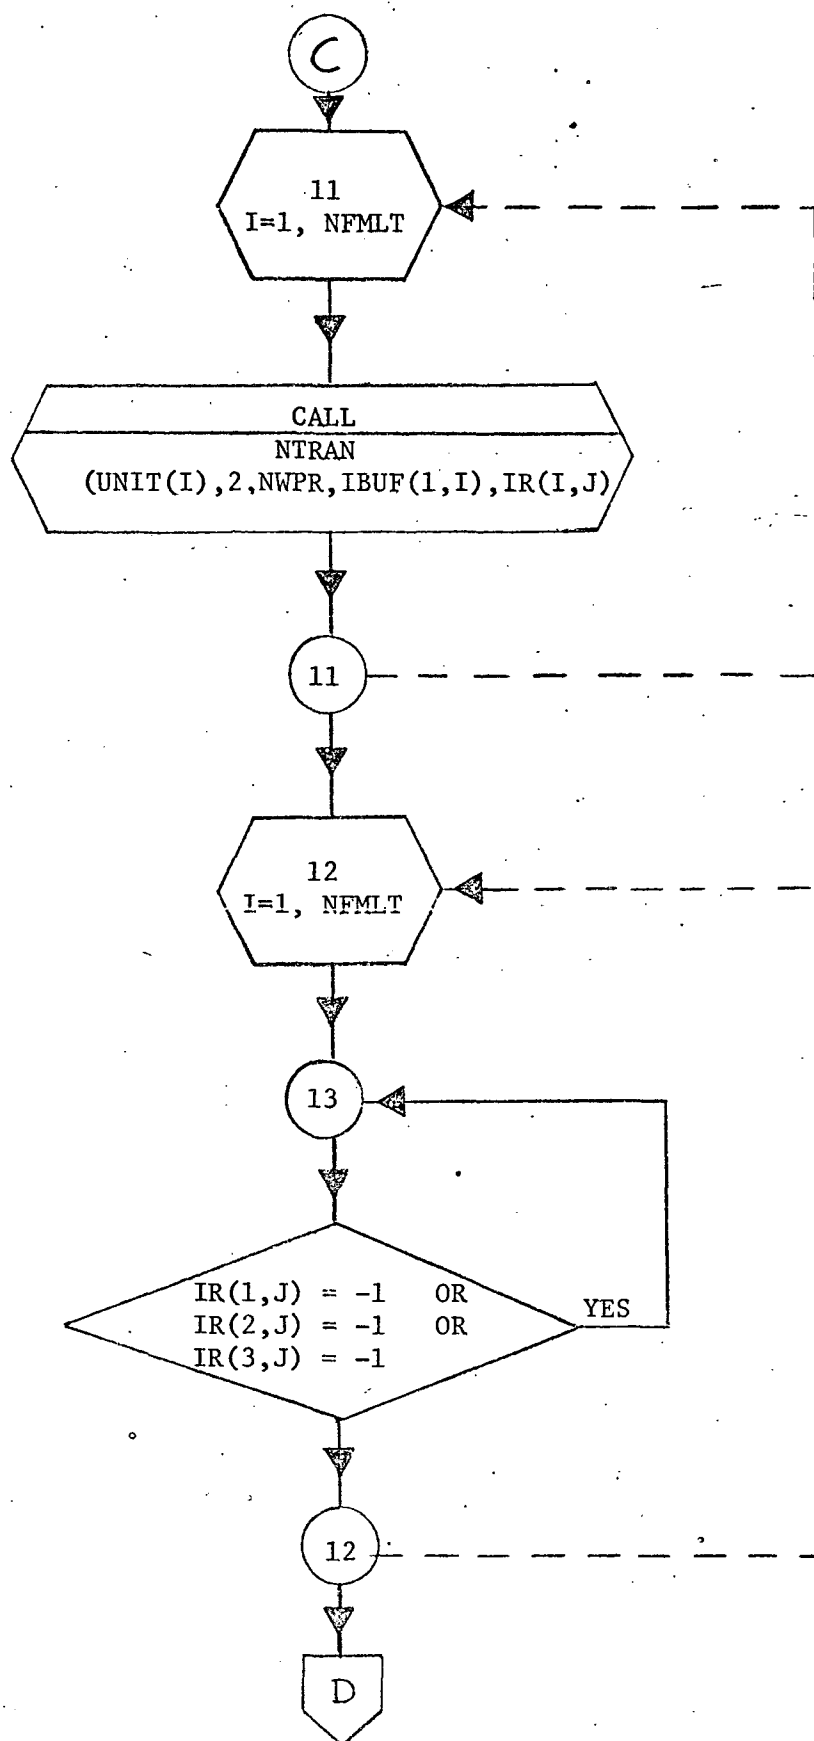 C
11
I=1, NFMLT
CALL
NTRAN
(UNIT(I),2,NWPR,IBUF(1,I),IR(I,J)
11
12
I=1, NFMLT
13
IR(1,J) = -1 OR
IR(2,J) = -1 OR
IR(3,J) = -1
YES
12
D